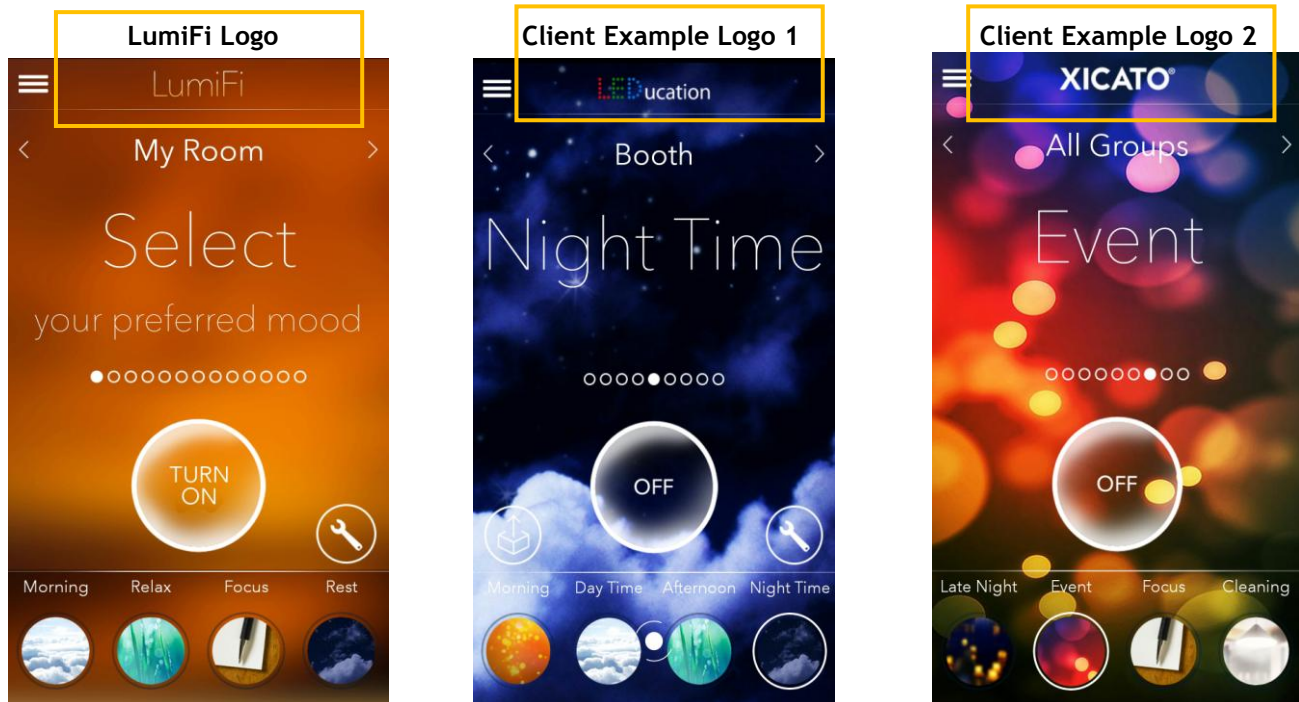 LumiFi Logo
LumiFi
My Room
Select
your preferred mood
TURN
ON
Morning Relax Focus Rest
Client Example Logo 1
LEDucation
Booth
Night Time
OFF
Morning Day Time Afternoon Night Time
Client Example Logo 2
XICATO®
All Groups
Event
OFF
Late Night Event Focus Cleaning